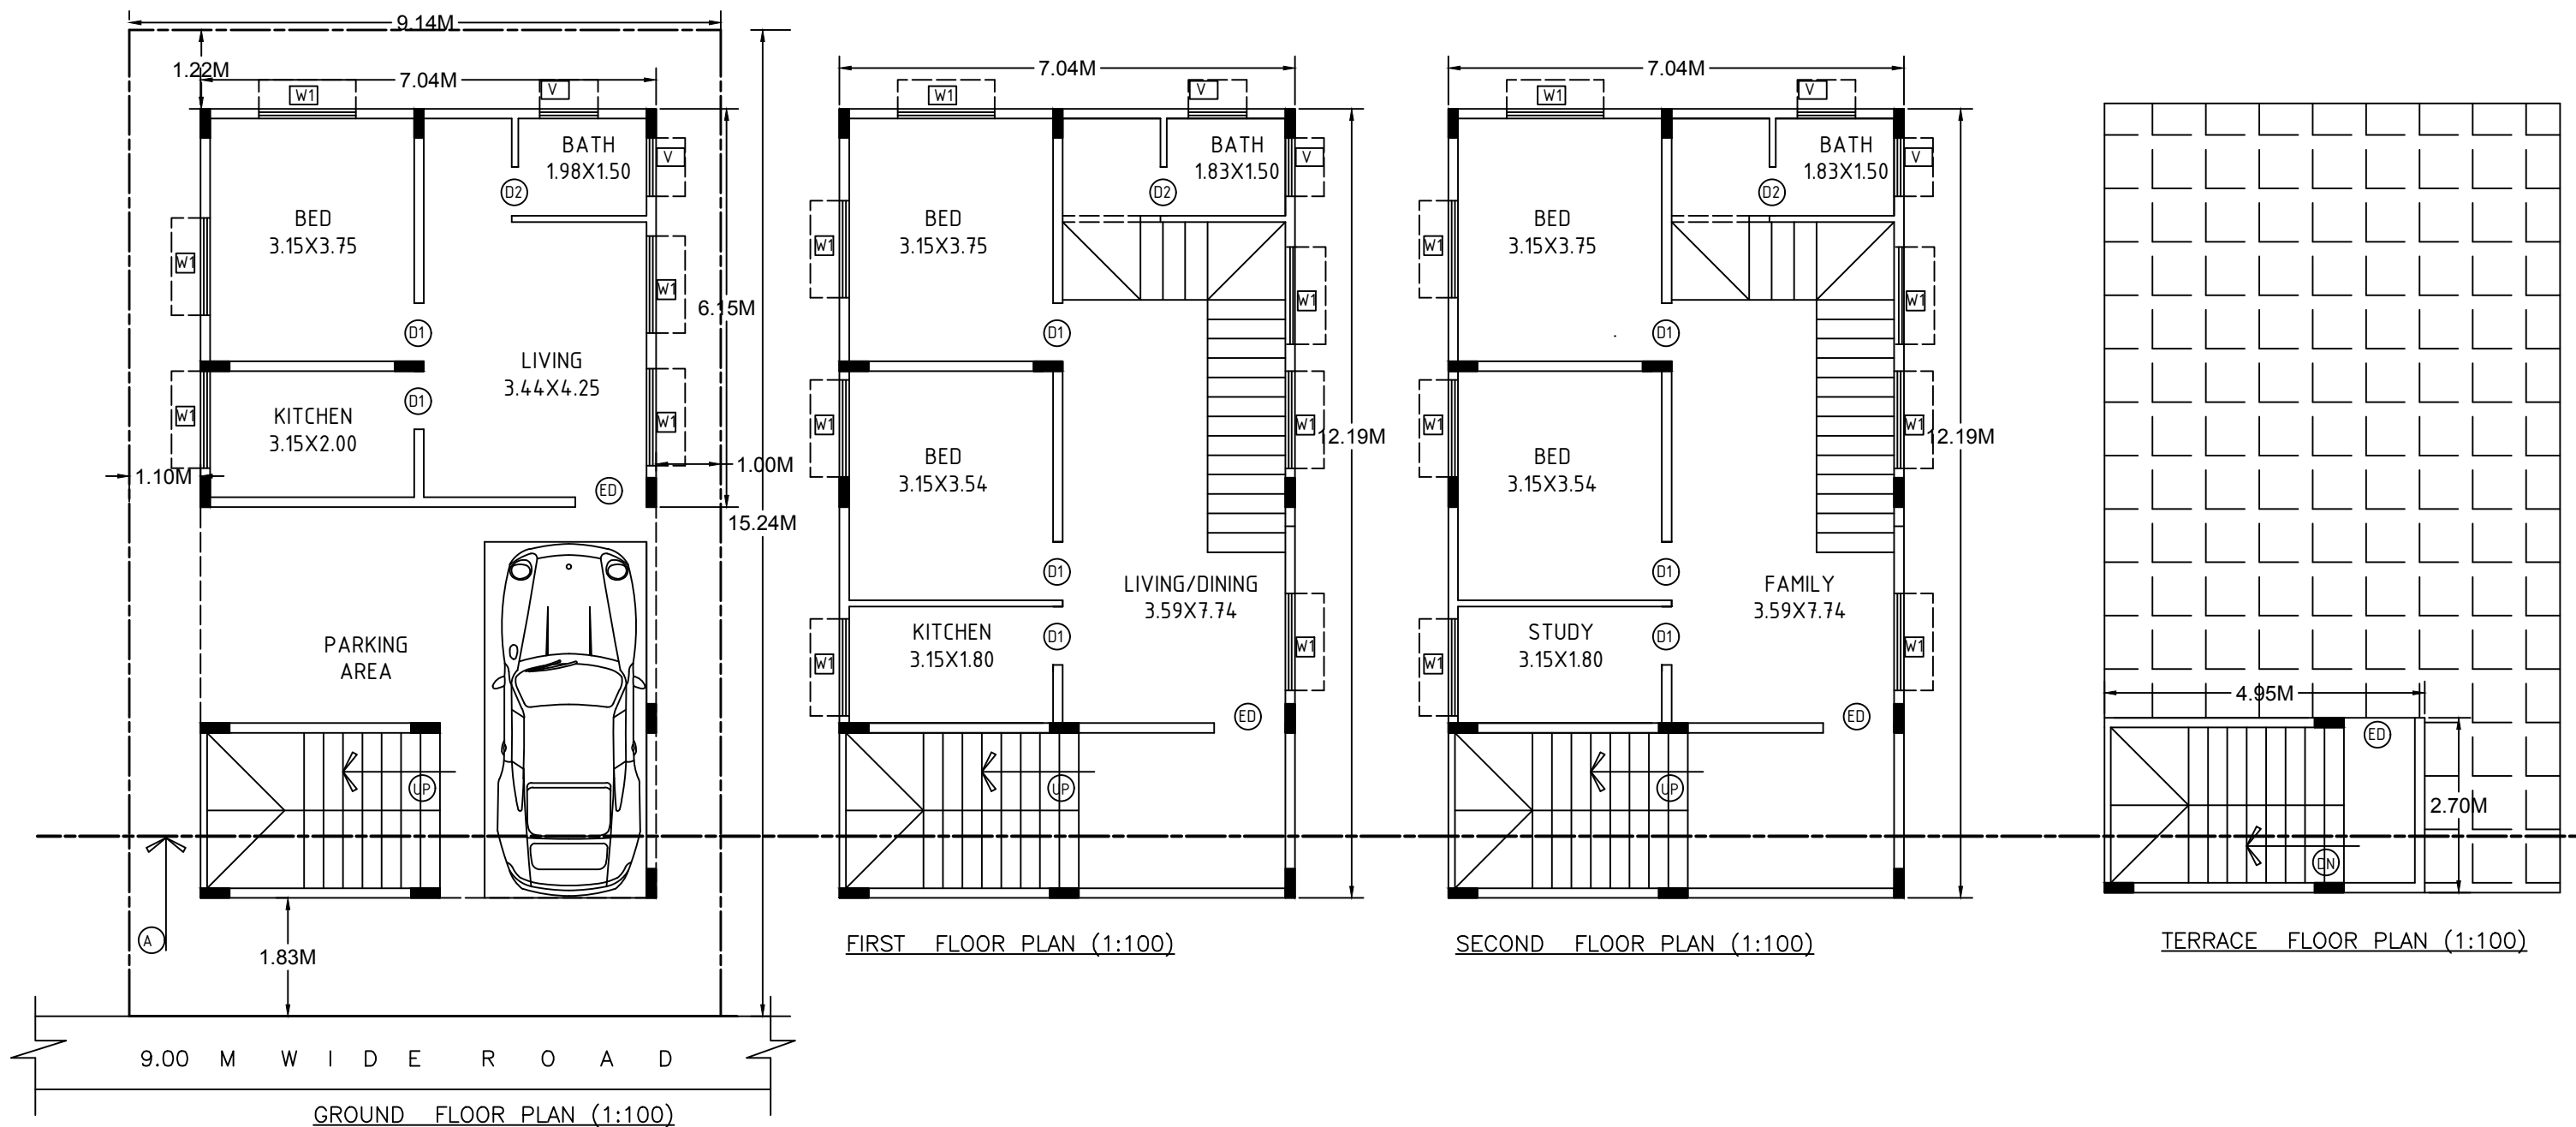 9.14M
1.22M
7.04M
W1
V
BATH
1.98X1.50
V
D2
BED
3.15X3.75
W1
W1
6.15M
D1
LIVING
3.44X4.25
D1
KITCHEN
3.15X2.00
W1
W1
1.10M
1.00M
ED
15.24M
PARKING
AREA
UP
A
1.83M
9.00 M WIDE ROAD
GROUND FLOOR PLAN (1:100)
7.04M
W1
V
BATH
1.83X1.50
V
D2
BED
3.15X3.75
W1
W1
D1
W1
W1
12.19M
BED
3.15X3.54
D1
LIVING/DINING
3.59X7.74
KITCHEN
3.15X1.80
D1
W1
W1
ED
UP
FIRST FLOOR PLAN (1:100)
7.04M
W1
V
BATH
1.83X1.50
V
D2
BED
3.15X3.75
W1
W1
D1
W1
W1
12.19M
BED
3.15X3.54
D1
FAMILY
3.59X7.74
STUDY
3.15X1.80
D1
W1
W1
ED
UP
SECOND FLOOR PLAN (1:100)
4.95M
ED
2.70M
DN
TERRACE FLOOR PLAN (1:100)